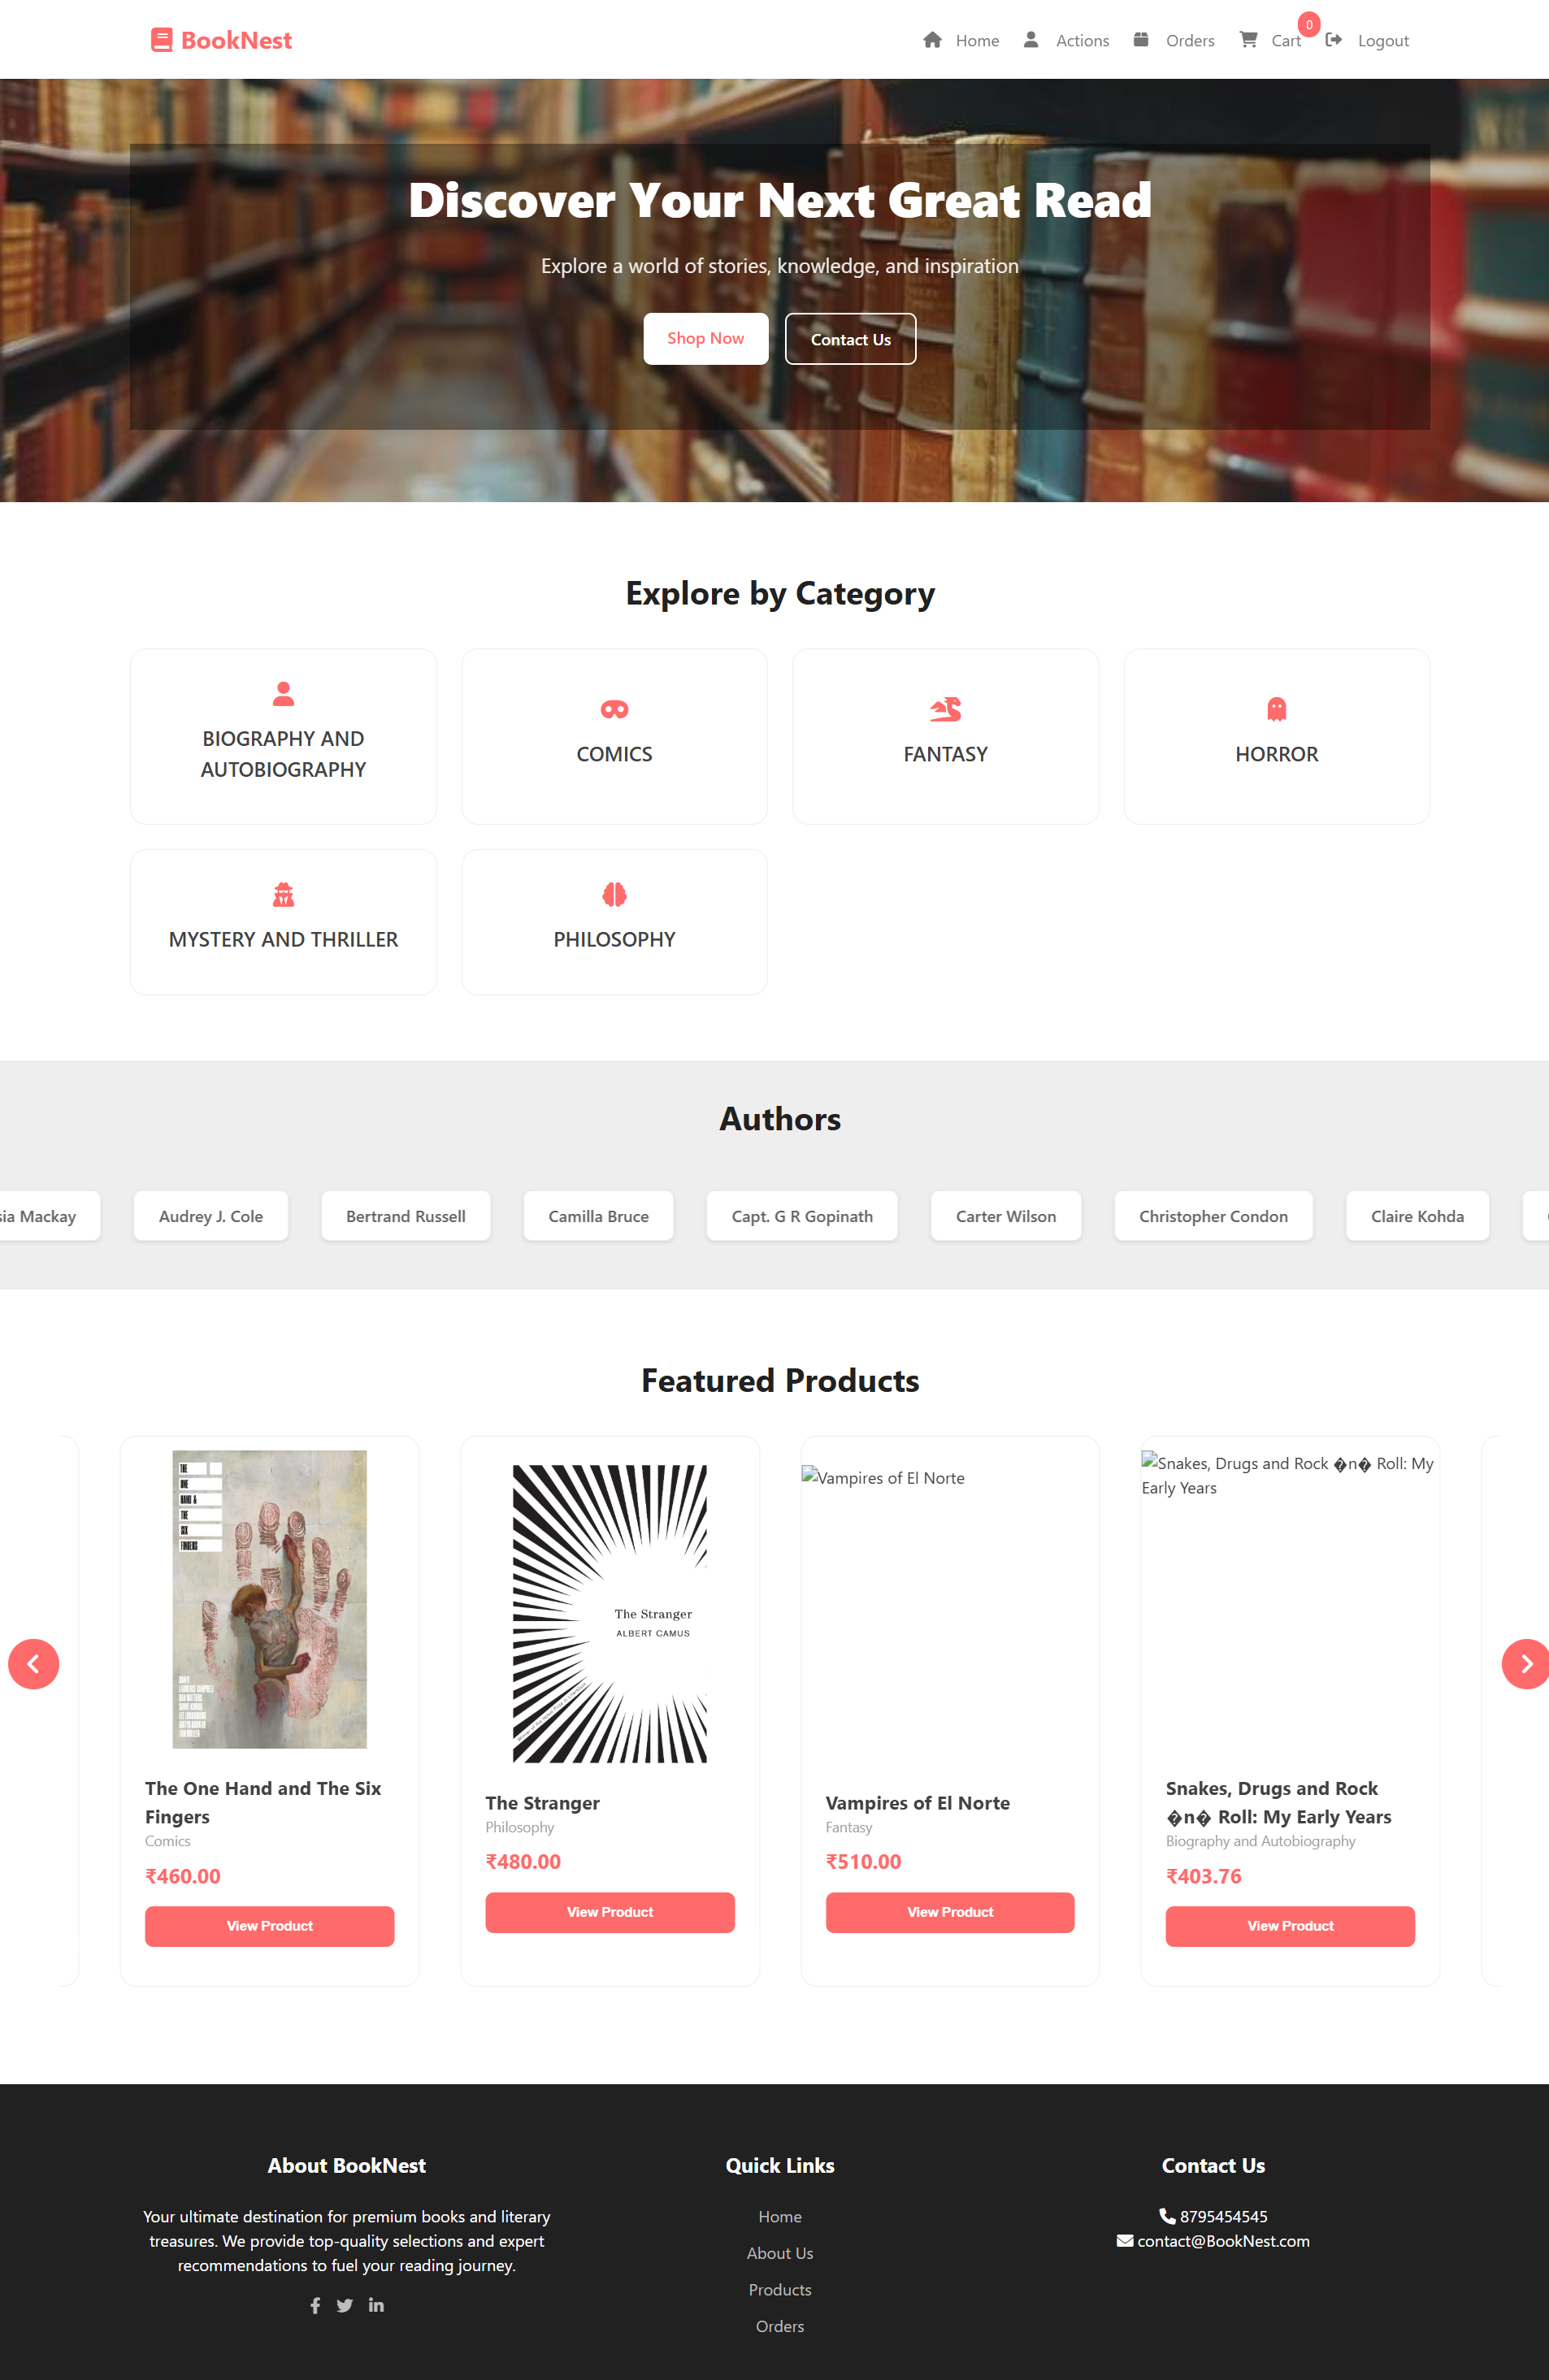 BookNest
Home
Actions
Orders
Cart
0
Logout
Discover Your Next Great Read
Explore a world of stories, knowledge, and inspiration
Shop Now
Contact Us
Explore by Category
BIOGRAPHY AND
AUTOBIOGRAPHY
COMICS
FANTASY
HORROR
MYSTERY AND THRILLER
PHILOSOPHY
Authors
sia Mackay
Audrey J. Cole
Bertrand Russell
Camilla Bruce
Capt. G R Gopinath
Carter Wilson
Christopher Condon
Claire Kohda
Featured Products
THE
ONE
HAND &
THE
SIX
FINGERS
The One Hand and The Six
Fingers
Comics
₹460.00
View Product
The Stranger
ALBERT CAMUS
The Stranger
Philosophy
₹480.00
View Product
Vampires of El Norte
Vampires of El Norte
Fantasy
₹510.00
View Product
Snakes, Drugs and Rock �n� Roll: My
Early Years
Snakes, Drugs and Rock
�n� Roll: My Early Years
Biography and Autobiography
₹403.76
View Product
About BookNest
Your ultimate destination for premium books and literary
treasures. We provide top-quality selections and expert
recommendations to fuel your reading journey.
Quick Links
Home
About Us
Products
Orders
Contact Us
8795454545
contact@BookNest.com